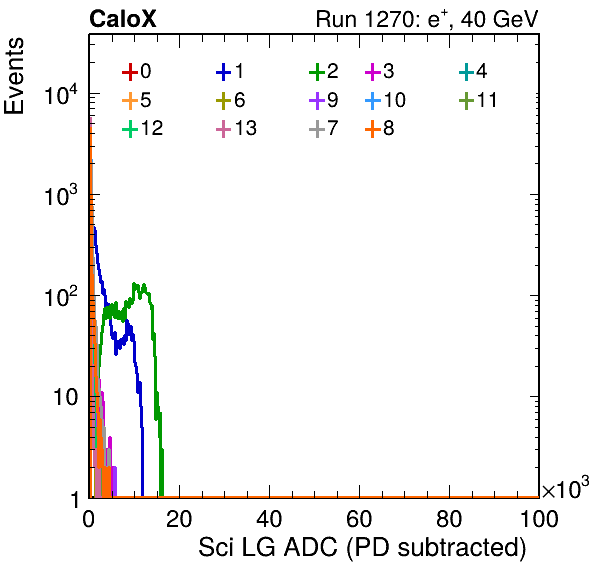 CaloX Run 1270: e⁺, 40 GeV
Events
0 1 2 3 4
5 6 9 10 11
12 13 7 8
10⁴
10³
10²
10
1
0 20 40 60 80 100
×10³
Sci LG ADC (PD subtracted)